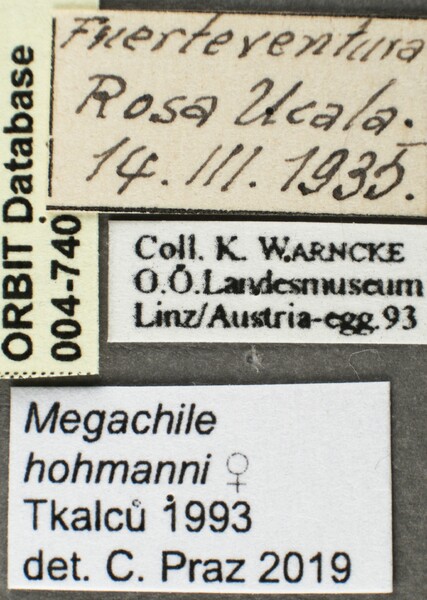 Fuerteventura
Rosa Ucala.
14. III. 1935.
ORBIT Database
004-740
Coll. K. WARNCKE
O.Ö.Landesmuseum
Linz/Austria-egg.93
Megachile
hohmanni ♀
Tkalců 1993
det. C. Praz 2019